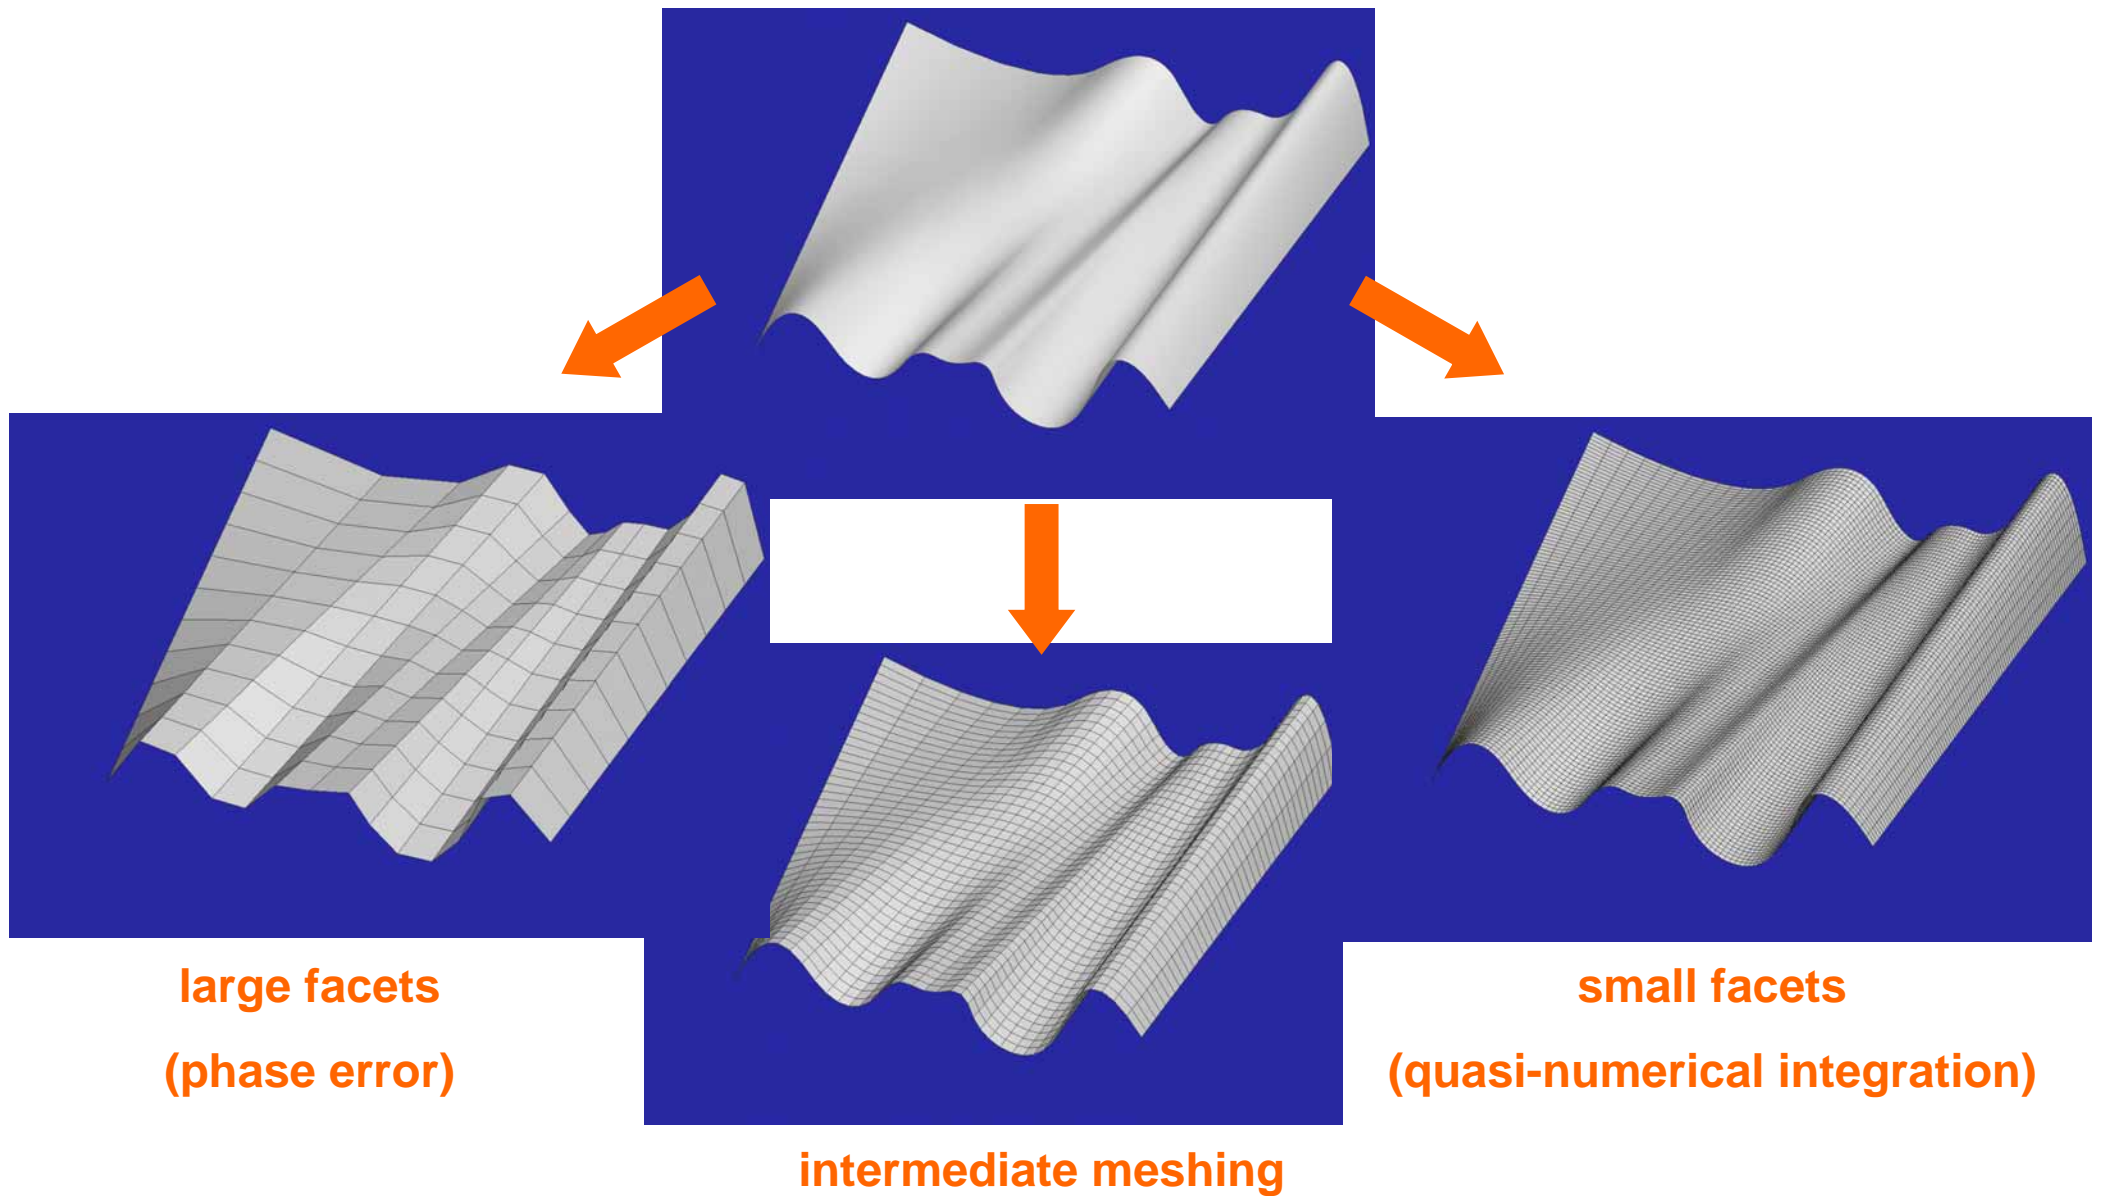 large facets
(phase error)
small facets
(quasi-numerical integration)
intermediate meshing